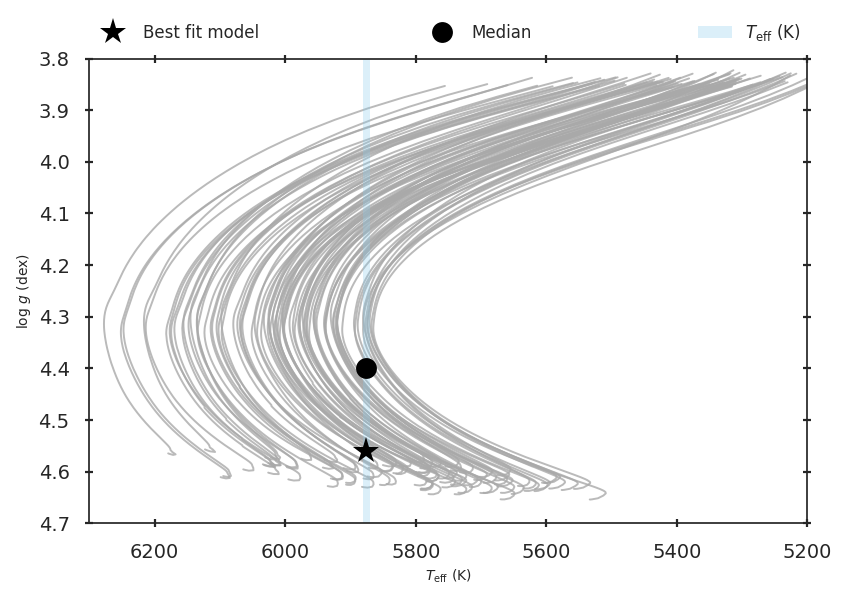 Best fit model
Median
T_eff (K)
3.8
3.9
4.0
4.1
4.2
4.3
4.4
4.5
4.6
4.7
log g (dex)
6200 6000 5800 5600 5400 5200
T_eff (K)